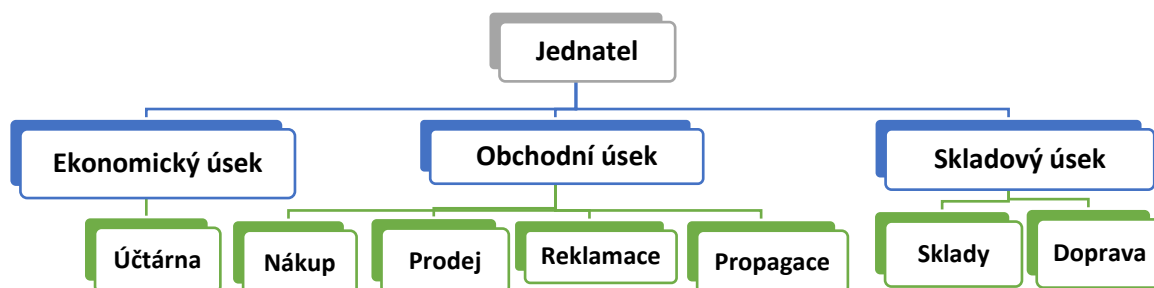 Jednatel
Ekonomický úsek
Obchodní úsek
Skladový úsek
Účtárna
Nákup
Prodej
Reklamace
Propagace
Sklady
Doprava